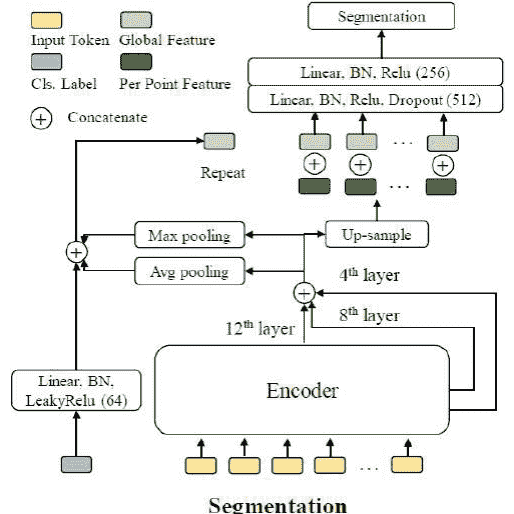 Input Token
Global Feature
Cls. Label
Per Point Feature
+ Concatenate
Segmentation
Linear, BN, Relu (256)
Linear, BN, Relu, Dropout (512)
...
+ + +
...
Repeat
Max pooling
Up-sample
+
Avg pooling
4th layer
+
8th layer
12th layer
Linear, BN,
LeakyRelu (64)
Encoder
...
Segmentation